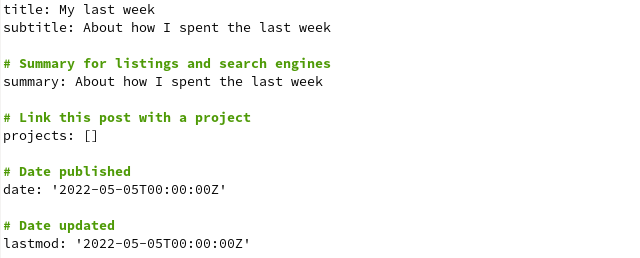 title: My last week
subtitle: About how I spent the last week
# Summary for listings and search engines
summary: About how I spent the last week
# Link this post with a project
projects: []
# Date published
date: '2022-05-05T00:00:00Z'
# Date updated
lastmod: '2022-05-05T00:00:00Z'